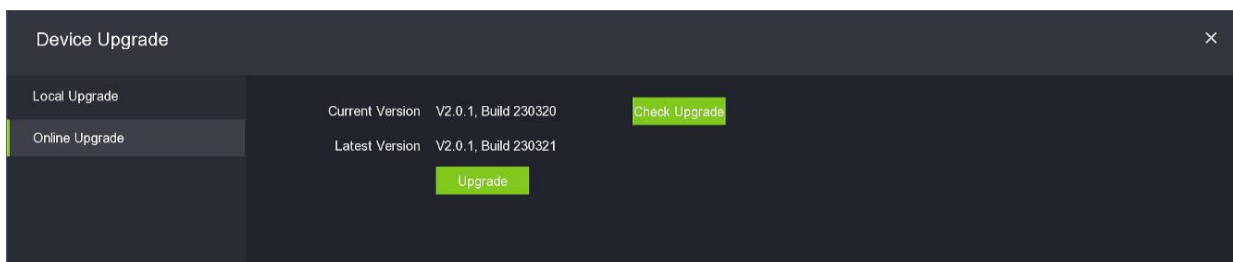 Device Upgrade
Local Upgrade
Online Upgrade
Current Version V2.0.1, Build 230320 Check Upgrade
Latest Version V2.0.1, Build 230321
Upgrade